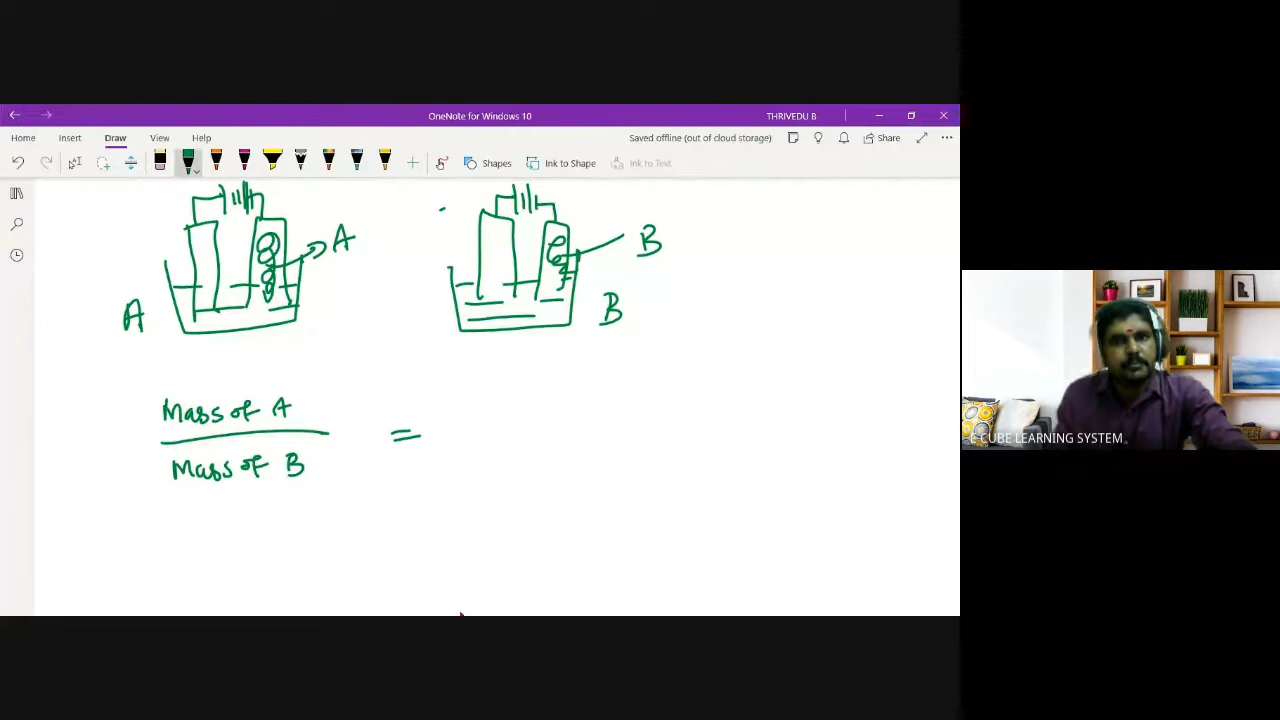 OneNote for Windows 10
THRIVEDU B
Home Insert Draw View Help
Saved offline (out of cloud storage)
Share
Shapes
Ink to Shape
Ink to Text
A
B
A
B
Mass of A
Mass of B
=
E CUBE LEARNING SYSTEM